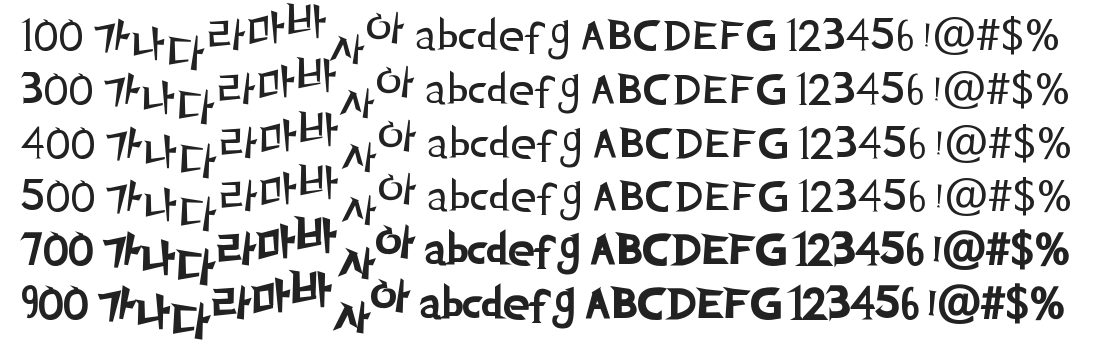 100 가나다라마바사아 abcdefg ABCDEFG 123456 !@#$%
300 가나다라마바사아 abcdefg ABCDEFG 123456 !@#$%
400 가나다라마바사아 abcdefg ABCDEFG 123456 !@#$%
500 가나다라마바사아 abcdefg ABCDEFG 123456 !@#$%
700 가나다라마바사아 abcdefg ABCDEFG 123456 !@#$%
900 가나다라마바사아 abcdefg ABCDEFG 123456 !@#$%